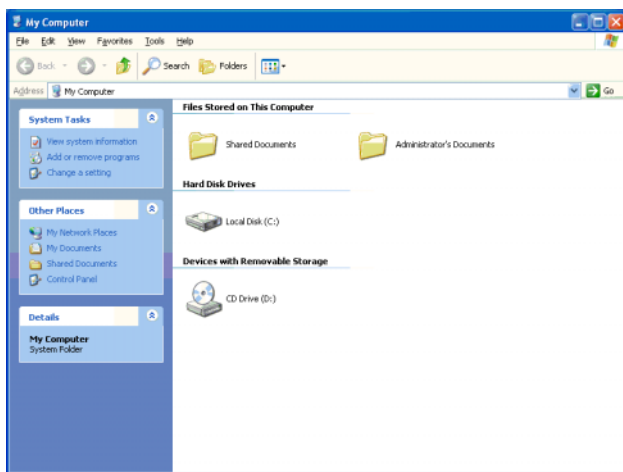 My Computer
File Edit View Favorites Tools Help
Back Search Folders
Address My Computer Go
System Tasks
View system information
Add or remove programs
Change a setting
Other Places
My Network Places
My Documents
Shared Documents
Control Panel
Details
My Computer
System Folder
Files Stored on This Computer
Shared Documents Administrator's Documents
Hard Disk Drives
Local Disk (C:)
Devices with Removable Storage
CD Drive (D:)